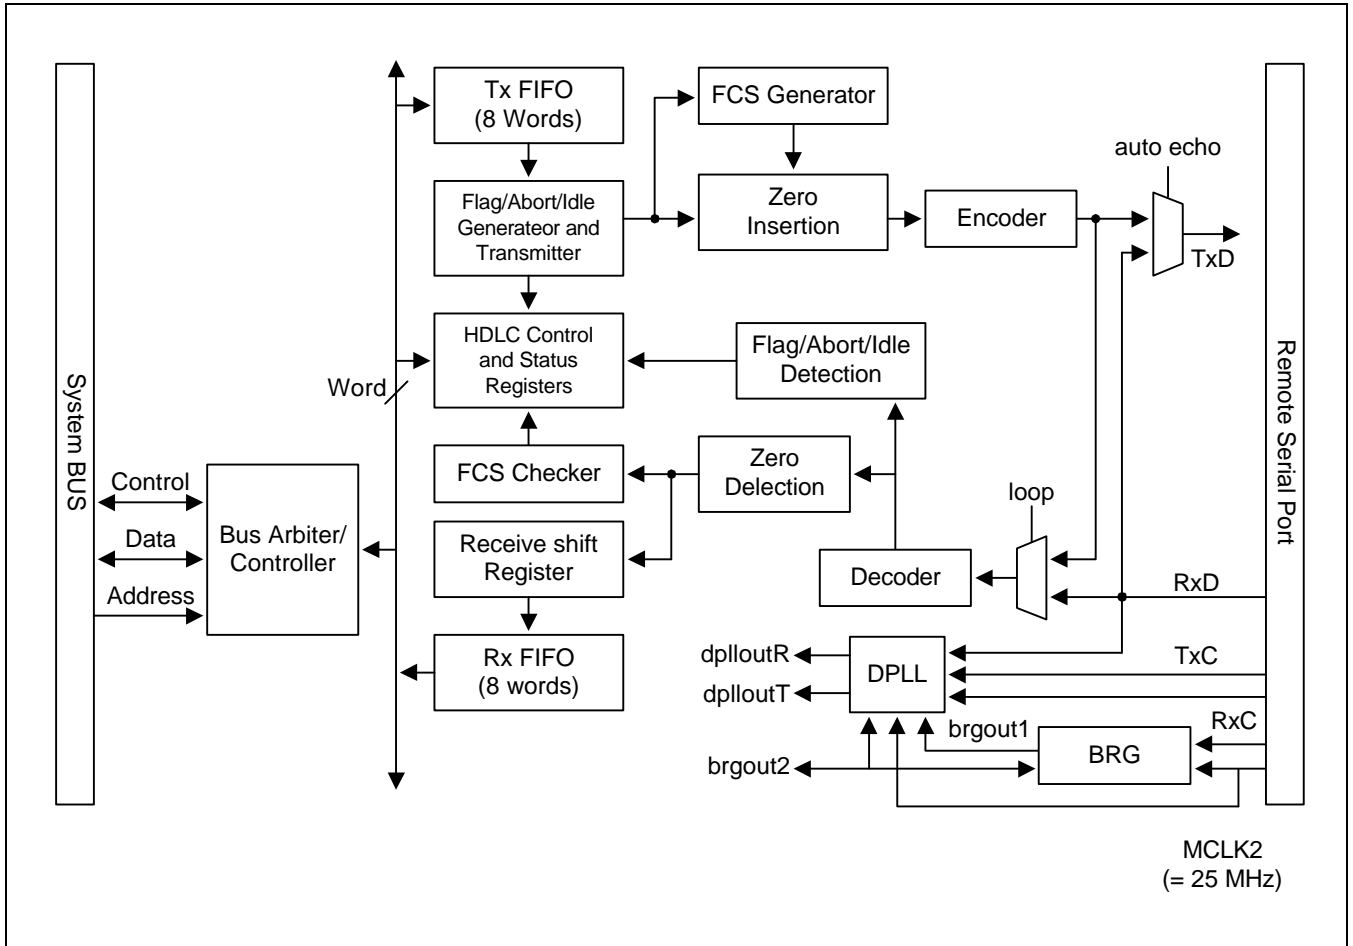 Tx FIFO
(8 Words)
FCS Generator
auto echo
Flag/Abort/Idle
Generateor and
Transmitter
Zero
Insertion
Encoder
TxD
HDLC Control
and Status
Registers
Flag/Abort/Idle
Detection
Word
System BUS
Remote Serial Port
FCS Checker
Zero
Delection
loop
Control
Data
Address
Bus Arbiter/
Controller
Receive shift
Register
Decoder
RxD
Rx FIFO
(8 words)
dplloutR
dplloutT
DPLL
TxC
RxC
brgout1
BRG
brgout2
MCLK2
(= 25 MHz)